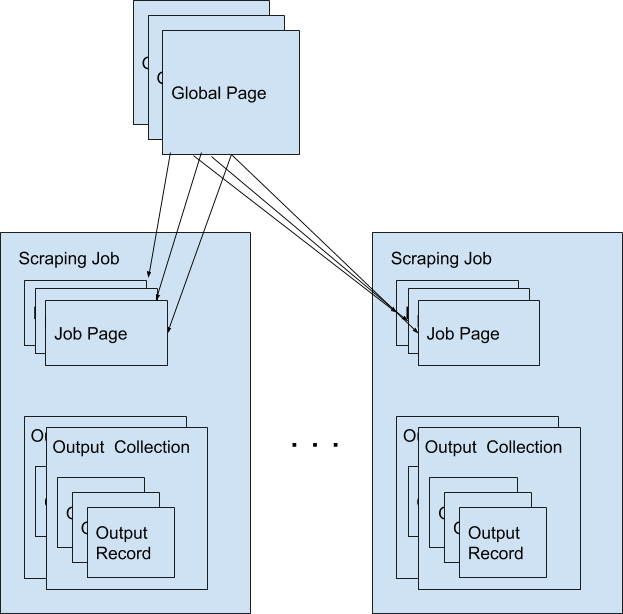 Global Page
Scraping Job
Job Page
Output Collection
Output
Record
. . .
Scraping Job
Job Page
Output Collection
Output
Record